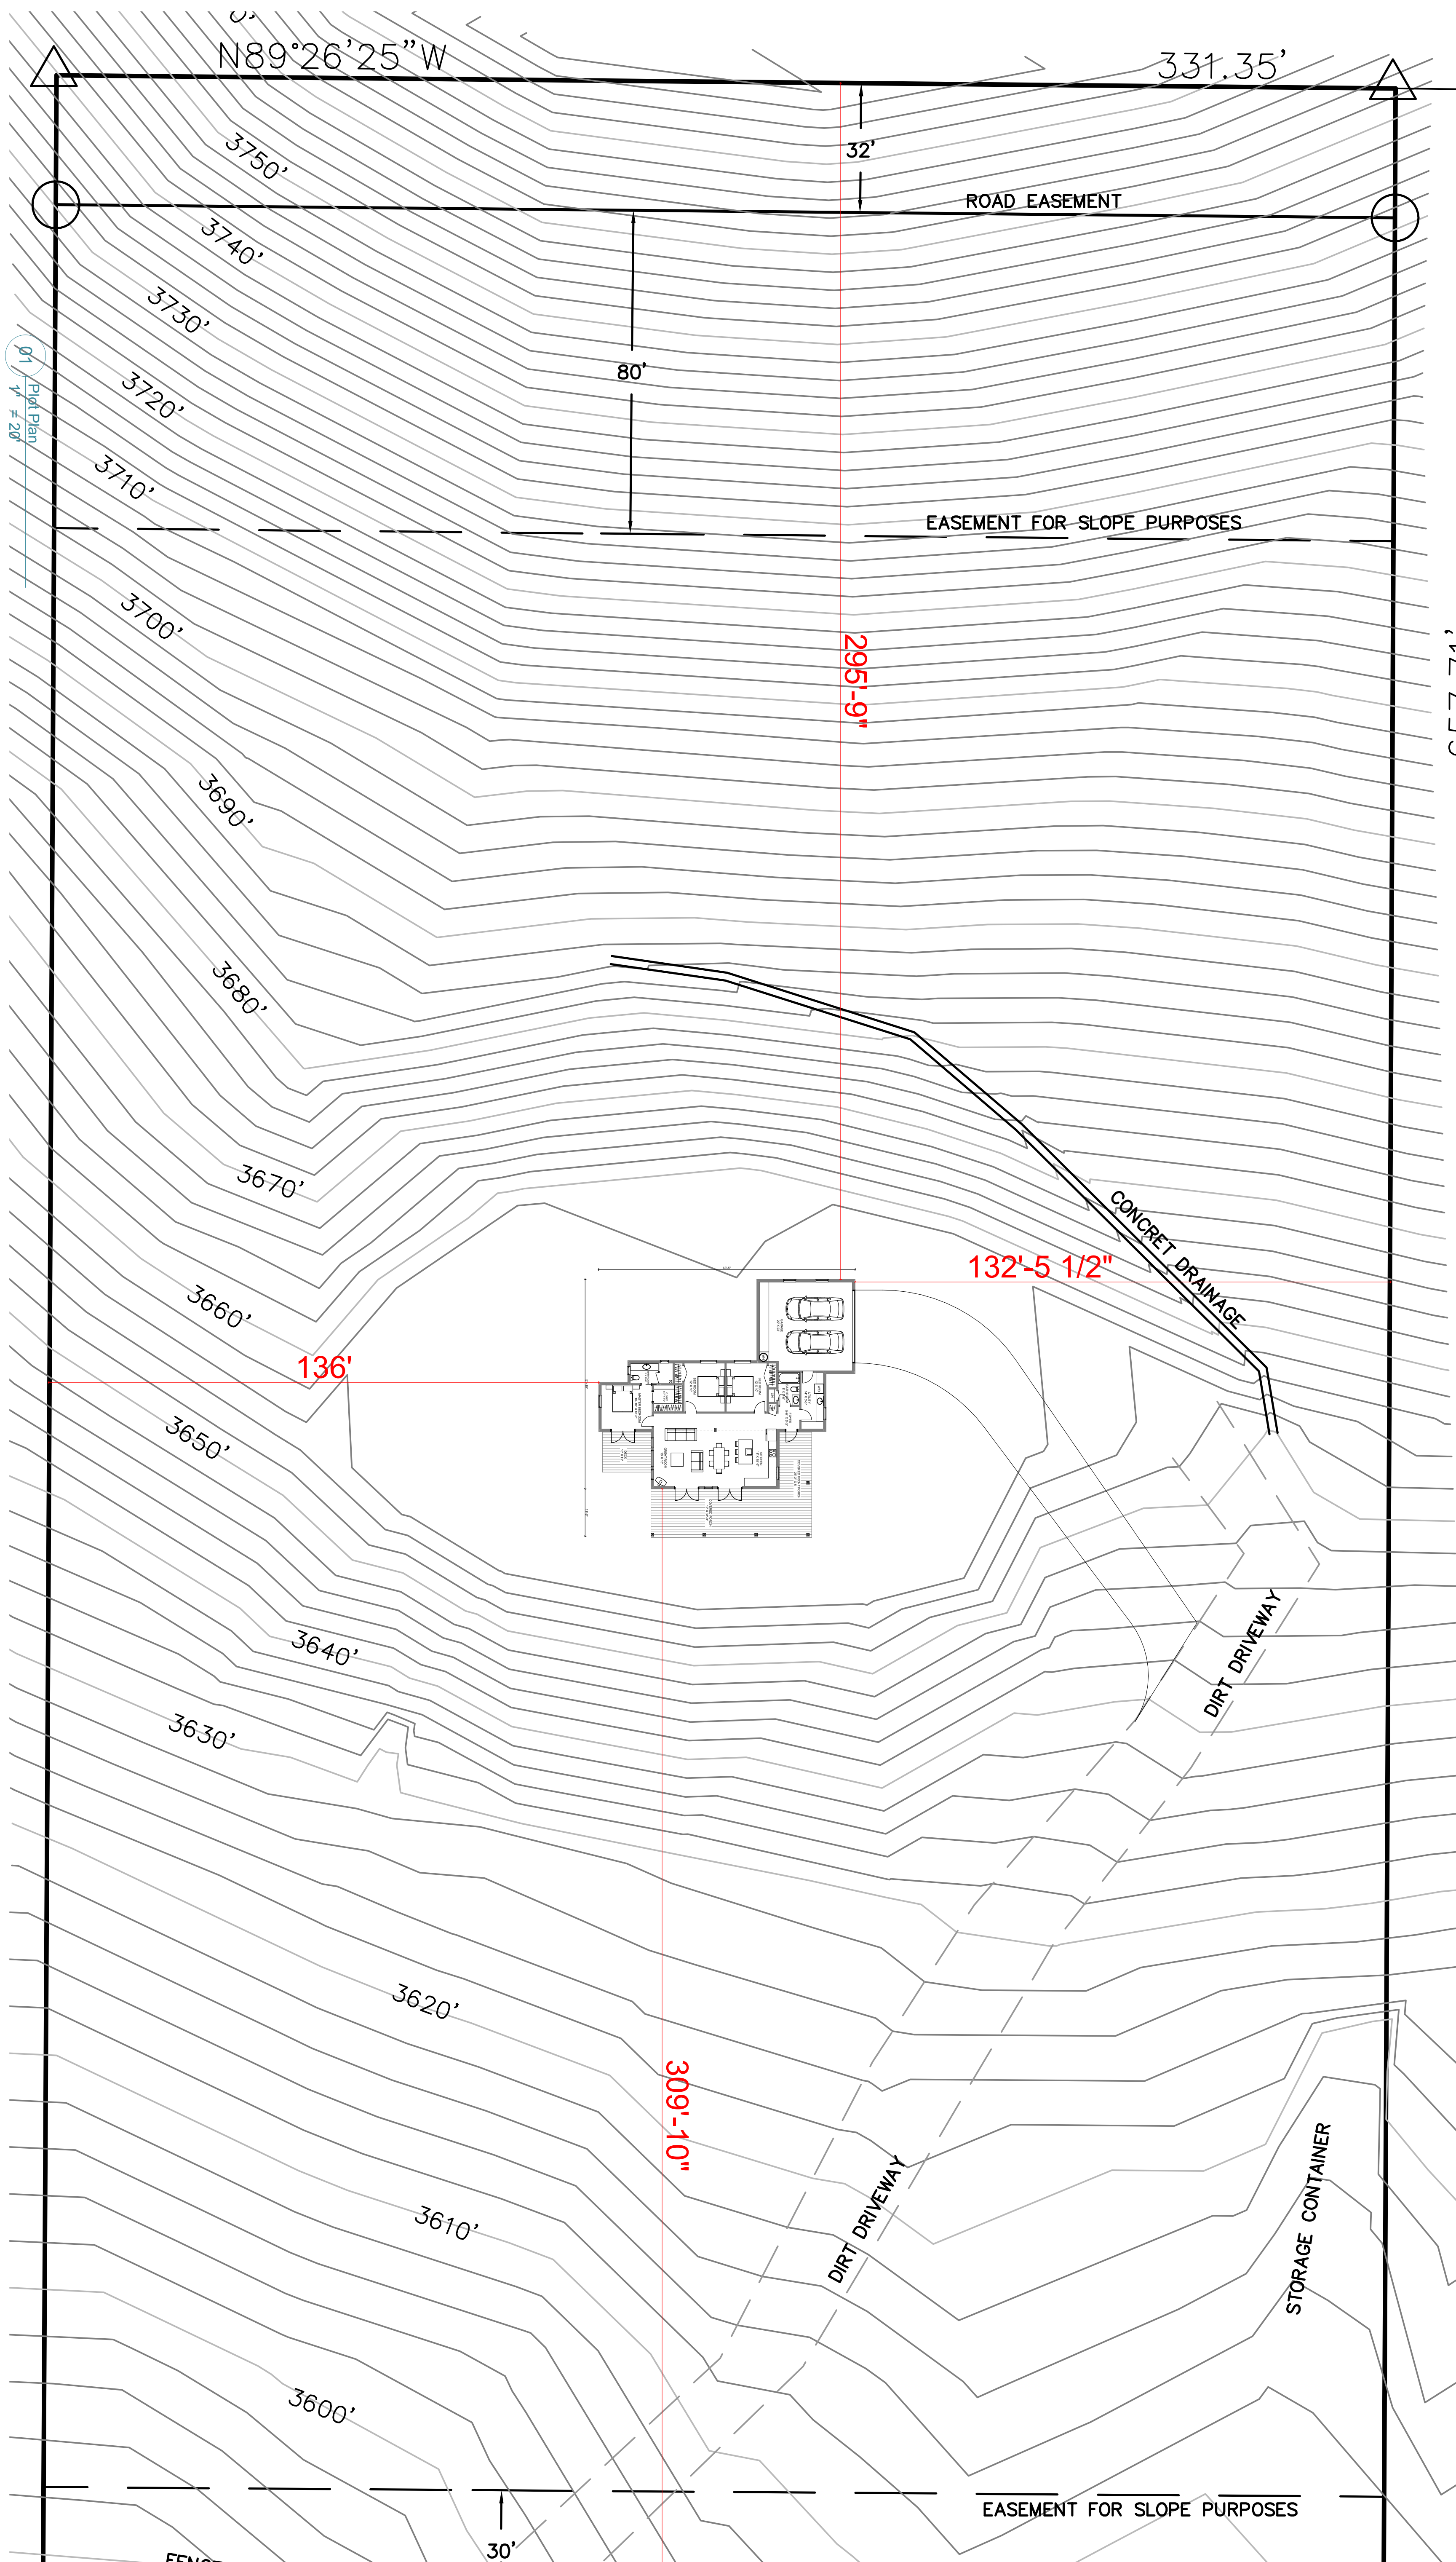 N89°26'25"W
331.35'
32'
3750'
ROAD EASEMENT
3740'
3730'
01
Plot Plan
1" = 20'
80'
3720'
3710'
EASEMENT FOR SLOPE PURPOSES
3700'
295'-9"
3690'
3680'
3670'
CONCRET DRAINAGE
132'-5 1/2"
3660'
136'
3650'
DIRT DRIVEWAY
3640'
3630'
3620'
309'-10"
DIRT DRIVEWAY
STORAGE CONTAINER
3610'
3600'
EASEMENT FOR SLOPE PURPOSES
30'